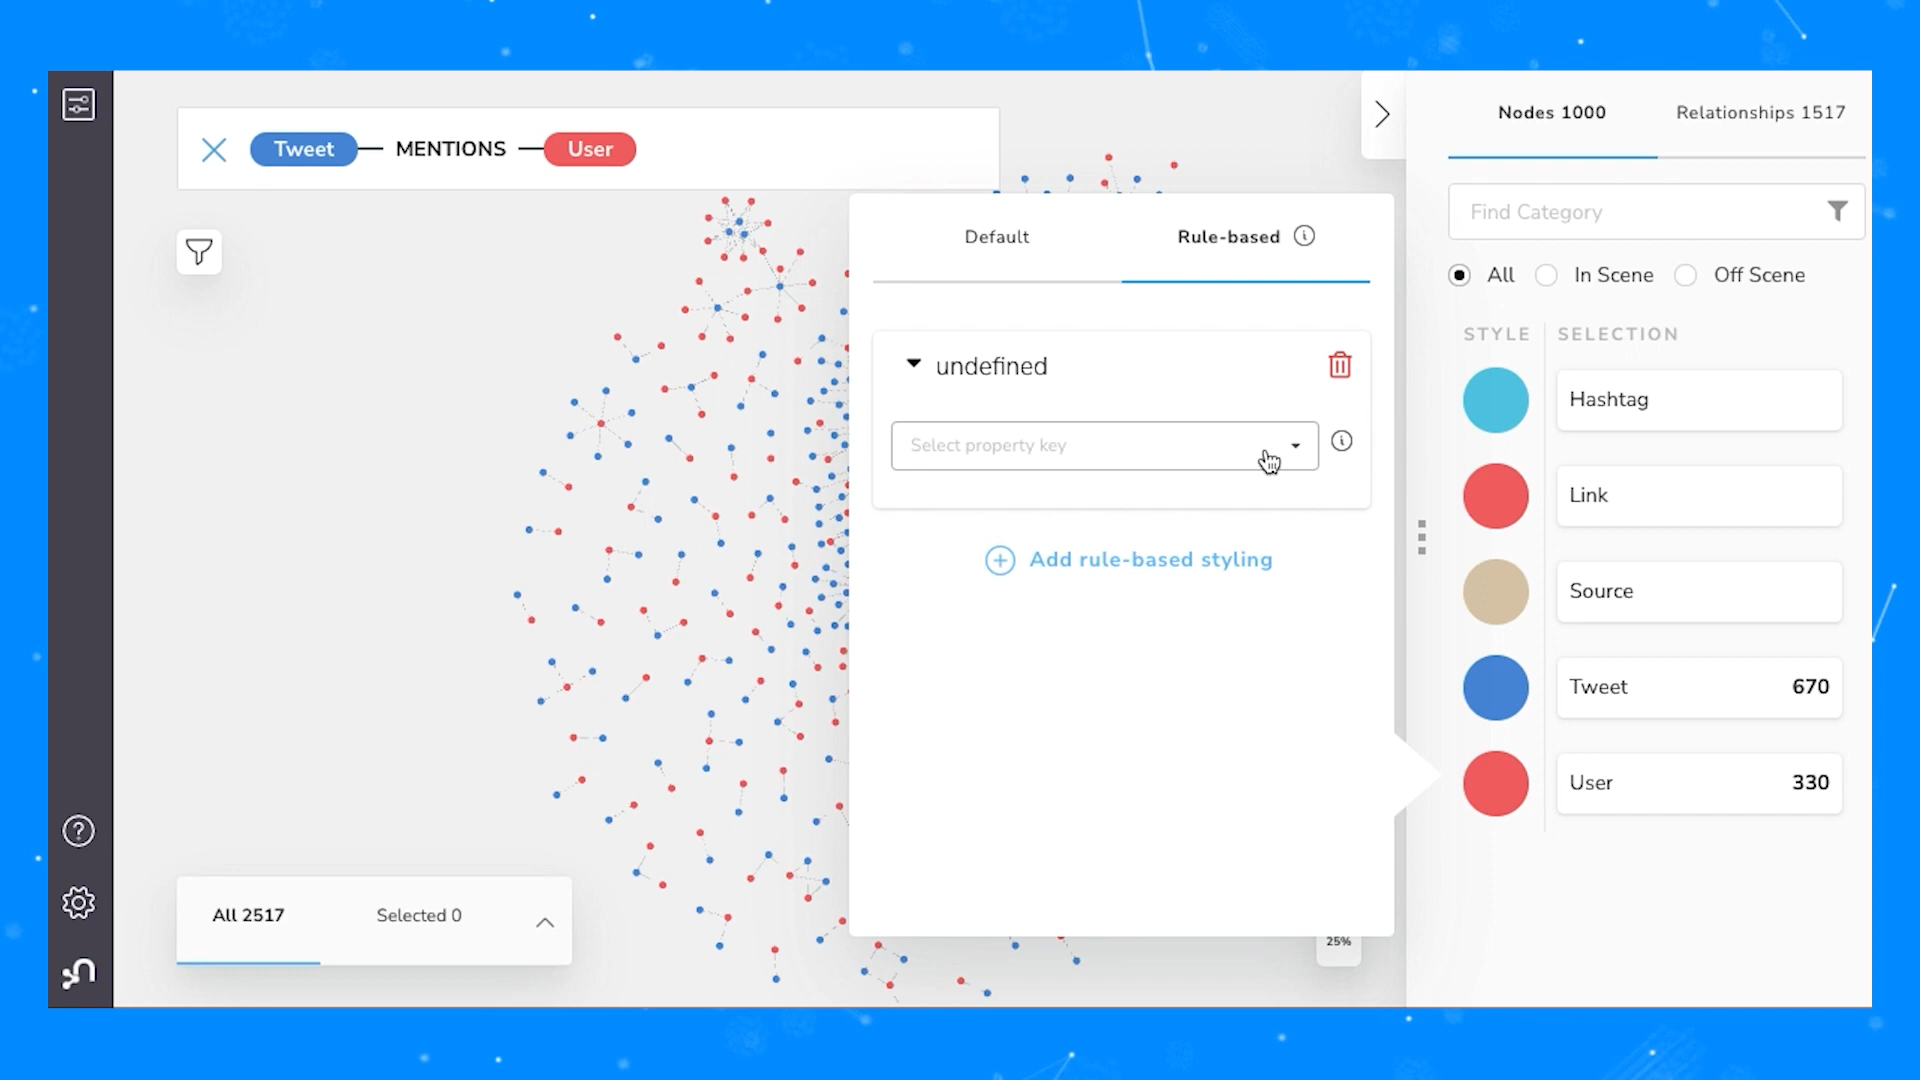 Tweet MENTIONS User
Default
Rule-based
undefined
Select property key
Add rule-based styling
All 2517
Selected 0
25%
Nodes 1000
Relationships 1517
Find Category
All
In Scene
Off Scene
STYLE
SELECTION
Hashtag
Link
Source
Tweet 670
User 330